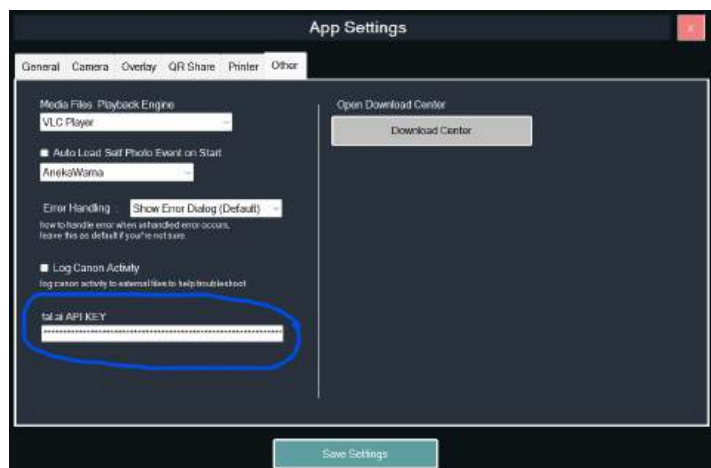 App Settings
x
General Camera Overlay QR Share Printer Other
Media Files Playback Engine
VLC Player
Auto Load Self Photo Event on Start
AnekaWarna
Error Handling : Show Error Dialog (Default)
how to handle error when unhandled error occurs,
leave this as default if you're not sure.
Log Canon Activity
log canon activity to external files to help troubleshoot
fal.ai API KEY
Open Download Center
Download Center
Save Settings